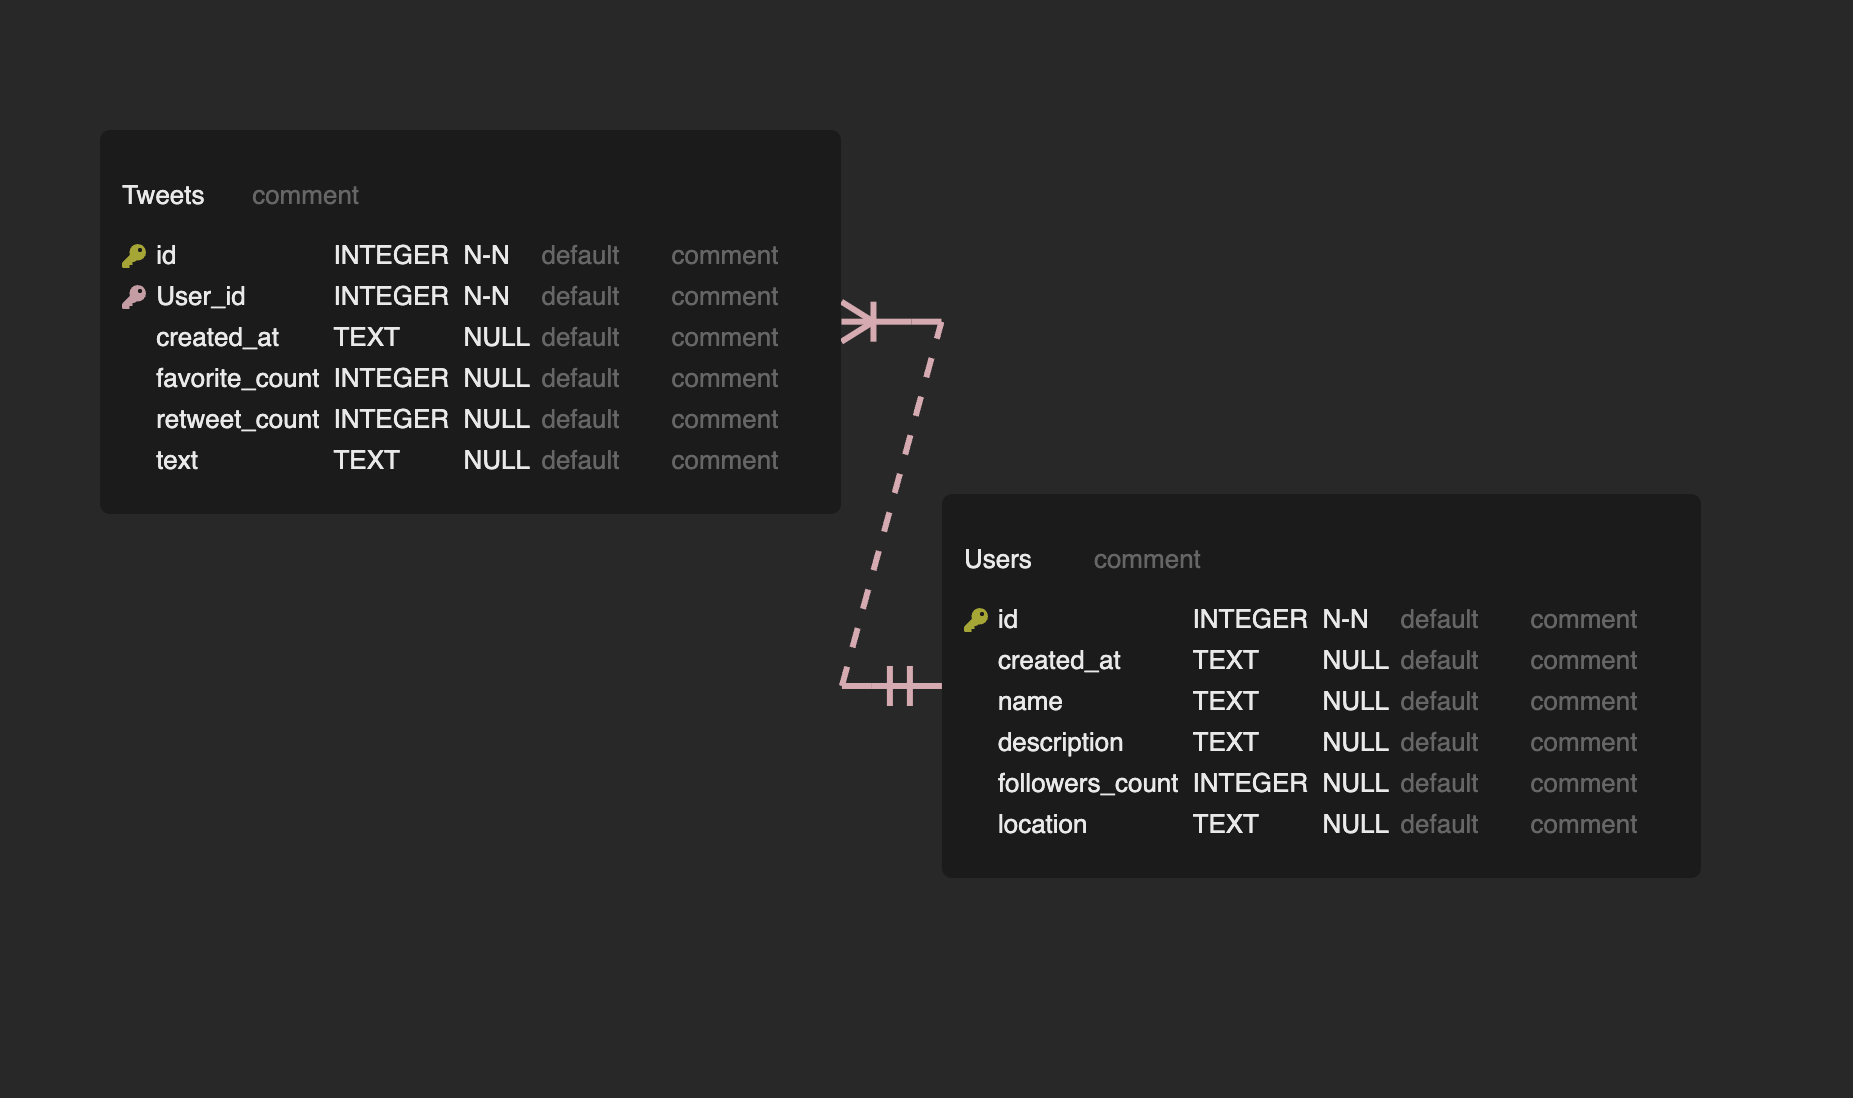 Tweets comment
id INTEGER N-N default comment
User_id INTEGER N-N default comment
created_at TEXT NULL default comment
favorite_count INTEGER NULL default comment
retweet_count INTEGER NULL default comment
text TEXT NULL default comment
Users comment
id INTEGER N-N default comment
created_at TEXT NULL default comment
name TEXT NULL default comment
description TEXT NULL default comment
followers_count INTEGER NULL default comment
location TEXT NULL default comment